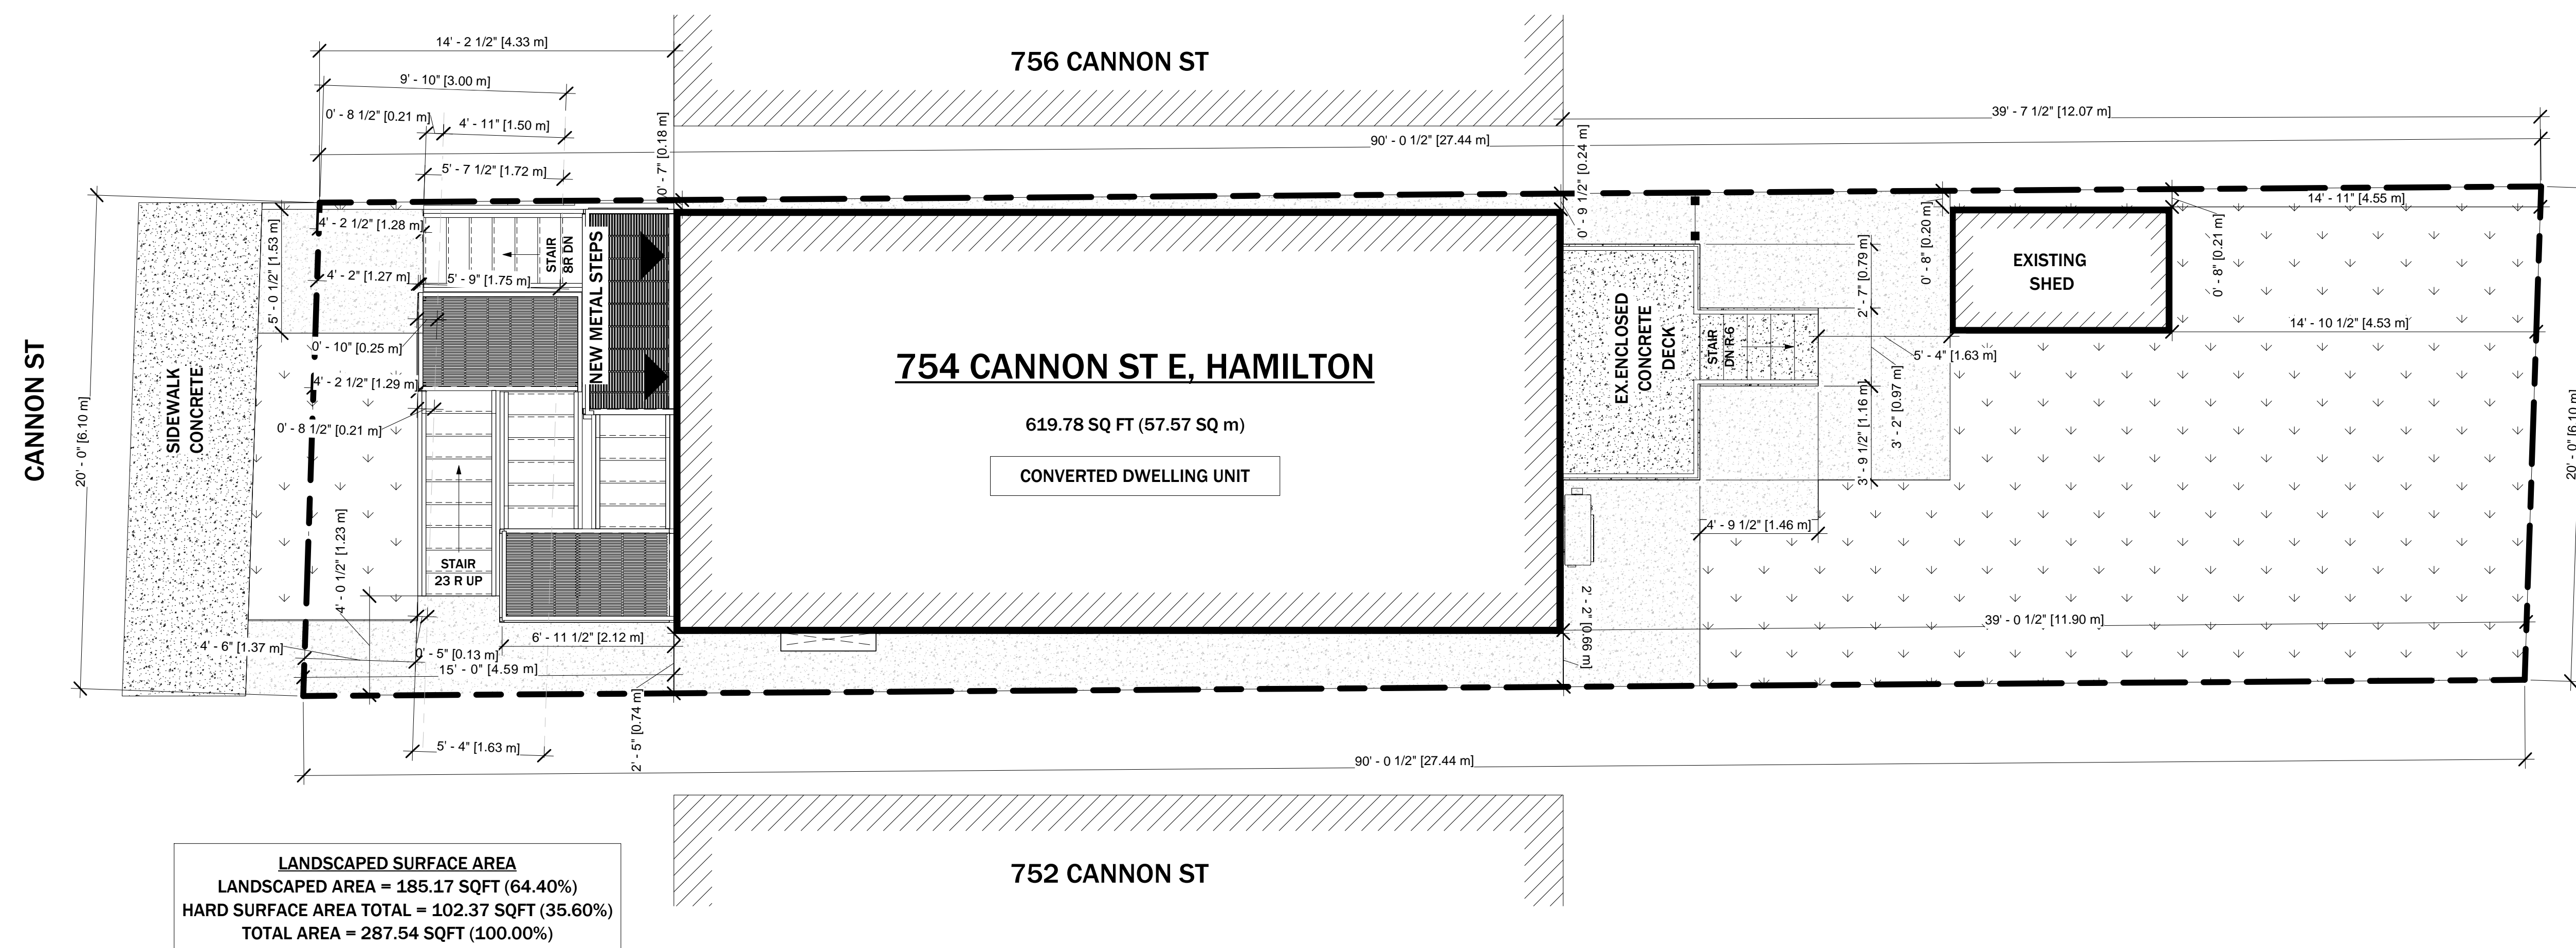 14' - 2 1/2" [4.33 m]
756 CANNON ST
9' - 10" [3.00 m]
0' - 8 1/2" [0.21 m]
4' - 11" [1.50 m]
39' - 7 1/2" [12.07 m]
90' - 0 1/2" [27.44 m]
5' - 7 1/2" [1.72 m]
0' - 7" [0.18 m]
0' - 9 1/2" [0.24 m]
14' - 11" [4.55 m]
0' - 8" [0.20 m]
0' - 8" [0.21 m]
4' - 2 1/2" [1.28 m]
5' - 0 1/2" [1.53 m]
4' - 2" [1.27 m]
5' - 9" [1.75 m]
STAIR
8R DN
NEW METAL STEPS
EXISTING
SHED
2' - 7" [0.79 m]
14' - 10 1/2" [4.53 m]
0' - 10" [0.25 m]
754 CANNON ST E, HAMILTON
EX.ENCLOSED
CONCRETE
DECK
STAIR
DN R-6
5' - 4" [1.63 m]
4' - 2 1/2" [1.29 m]
CANNON ST
SIDEWALK
CONCRETE
20' - 0" [6.10 m]
0' - 8 1/2" [0.21 m]
619.78 SQ FT (57.57 SQ m)
CONVERTED DWELLING UNIT
3' - 9 1/2" [1.16 m]
3' - 2" [0.97 m]
20' - 0" [6.10 m]
4' - 9 1/2" [1.46 m]
STAIR
23 R UP
4' - 0 1/2" [1.23 m]
2' - 2" [0.66 m]
39' - 0 1/2" [11.90 m]
6' - 11 1/2" [2.12 m]
4' - 6" [1.37 m]
0' - 5" [0.13 m]
15' - 0" [4.59 m]
2' - 5" [0.74 m]
5' - 4" [1.63 m]
90' - 0 1/2" [27.44 m]
752 CANNON ST
LANDSCAPED SURFACE AREA
LANDSCAPED AREA = 185.17 SQFT (64.40%)
HARD SURFACE AREA TOTAL = 102.37 SQFT (35.60%)
TOTAL AREA = 287.54 SQFT (100.00%)